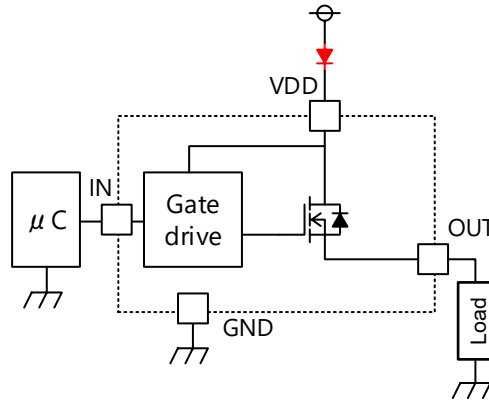 VDD
IN
μC
Gate
drive
OUT
GND
Load